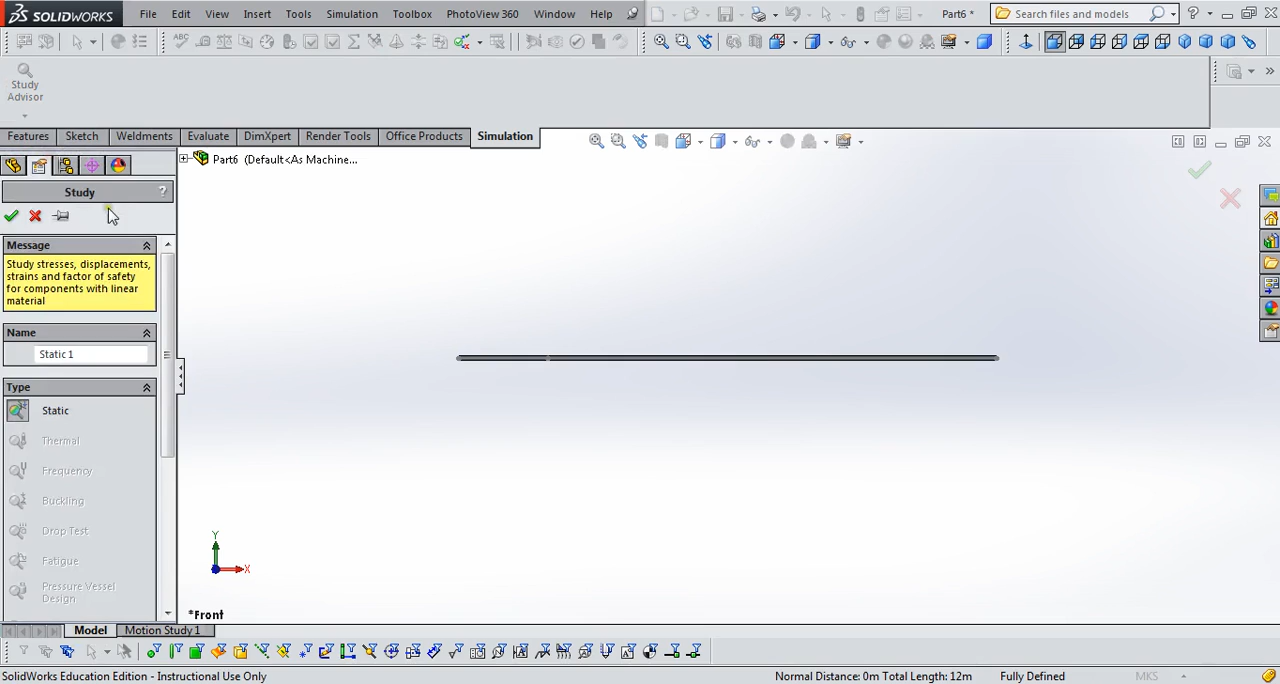 SOLIDWORKS File Edit View Insert Tools Simulation Toolbox PhotoView 360 Window Help Part6 * Search files and models
Study
Advisor
Features Sketch Weldments Evaluate DimXpert Render Tools Office Products Simulation
Part6 (Default<As Machine...
Study ?
Message
Study stresses, displacements,
strains and factor of safety
for components with linear
material
Name
Static 1
Type
Static
Thermal
Frequency
Buckling
Drop Test
Fatigue
Pressure Vessel
Design
Y
X
*Front
Model Motion Study 1
SolidWorks Education Edition - Instructional Use Only Normal Distance: 0m Total Length: 12m Fully Defined MKS